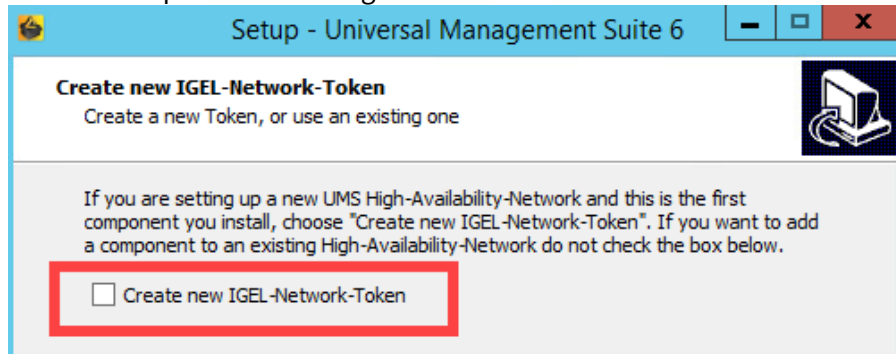 Setup - Universal Management Suite 6
Create new IGEL-Network-Token
Create a new Token, or use an existing one
If you are setting up a new UMS High-Availability-Network and this is the first
component you install, choose "Create new IGEL-Network-Token". If you want to add
a component to an existing High-Availability-Network do not check the box below.
Create new IGEL-Network-Token